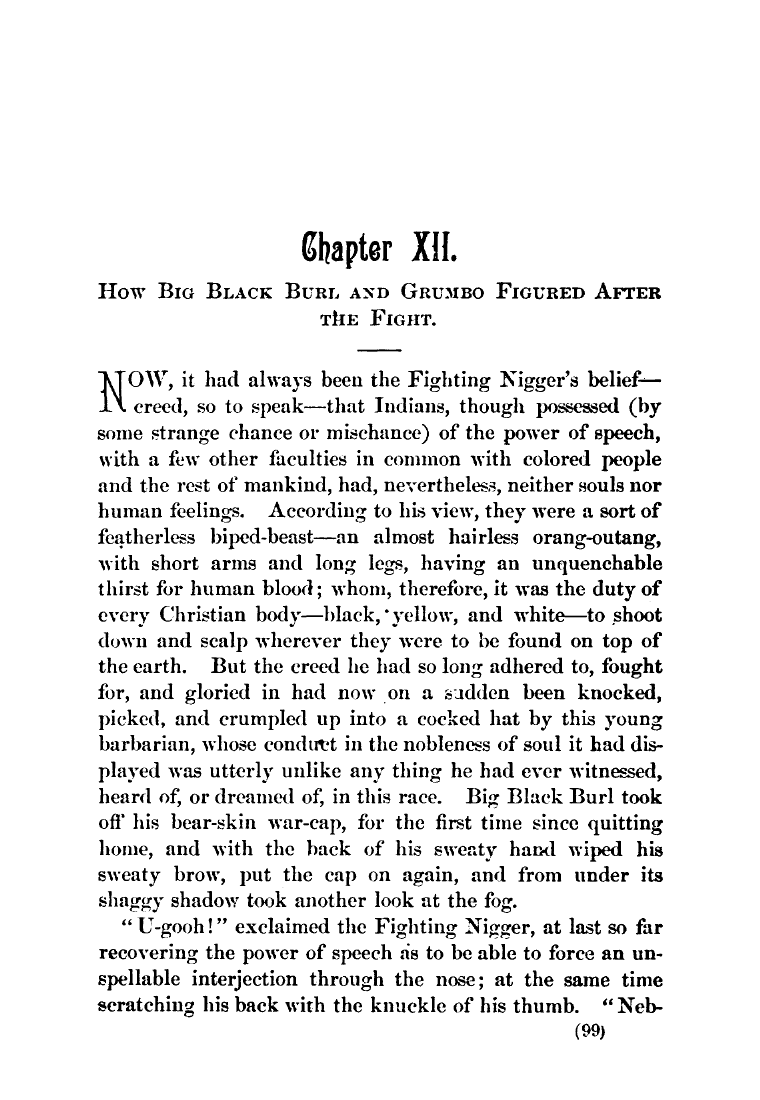 Chapter XII.
How Big Black Burl and Grumbo Figured After
the Fight.
NOW, it had always been the Fighting Nigger's belief—
creed, so to speak—that Indians, though possessed (by
some strange chance or mischance) of the power of speech,
with a few other faculties in common with colored people
and the rest of mankind, had, nevertheless, neither souls nor
human feelings. According to his view, they were a sort of
featherless biped-beast—an almost hairless orang-outang,
with short arms and long legs, having an unquenchable
thirst for human blood; whom, therefore, it was the duty of
every Christian body—black, yellow, and white—to shoot
down and scalp wherever they were to be found on top of
the earth. But the creed he had so long adhered to, fought
for, and gloried in had now on a sudden been knocked,
picked, and crumpled up into a cocked hat by this young
barbarian, whose conduct in the nobleness of soul it had dis-
played was utterly unlike any thing he had ever witnessed,
heard of, or dreamed of, in this race. Big Black Burl took
off his bear-skin war-cap, for the first time since quitting
home, and with the back of his sweaty hand wiped his
sweaty brow, put the cap on again, and from under its
shaggy shadow took another look at the fog.
"U-gooh!" exclaimed the Fighting Nigger, at last so far
recovering the power of speech as to be able to force an un-
spellable interjection through the nose; at the same time
scratching his back with the knuckle of his thumb. "Neb-
(99)